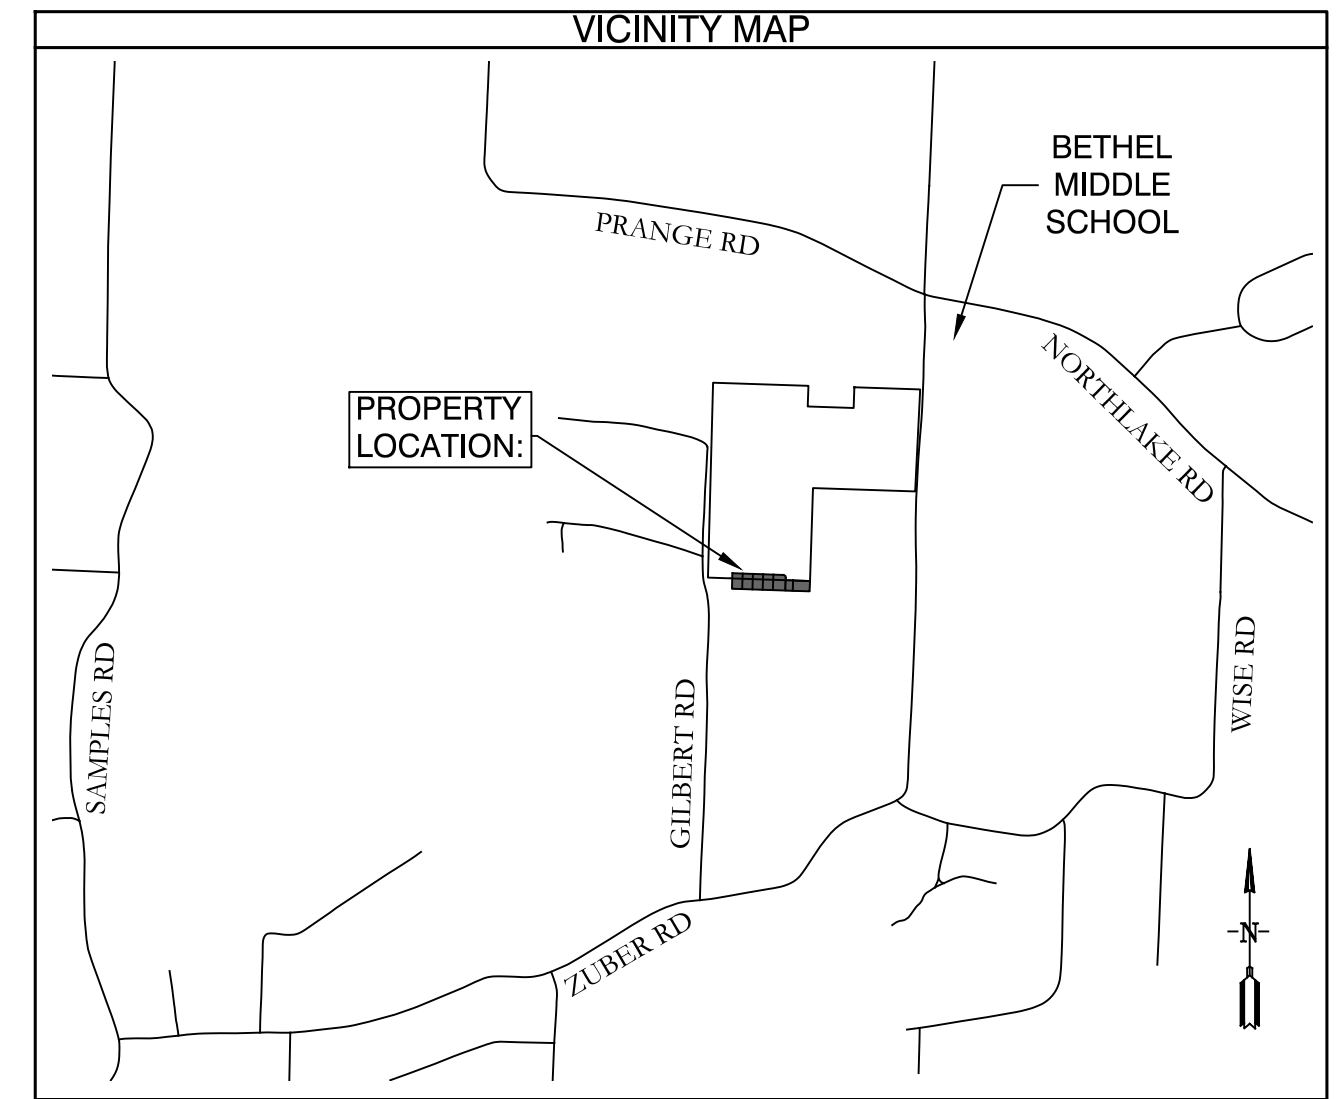 VICINITY MAP
BETHEL
MIDDLE
SCHOOL
PRANGE RD
NORTHLAKE RD
PROPERTY
LOCATION:
SAMPLES RD
GILBERT RD
WISE RD
ZUBER RD
-N-